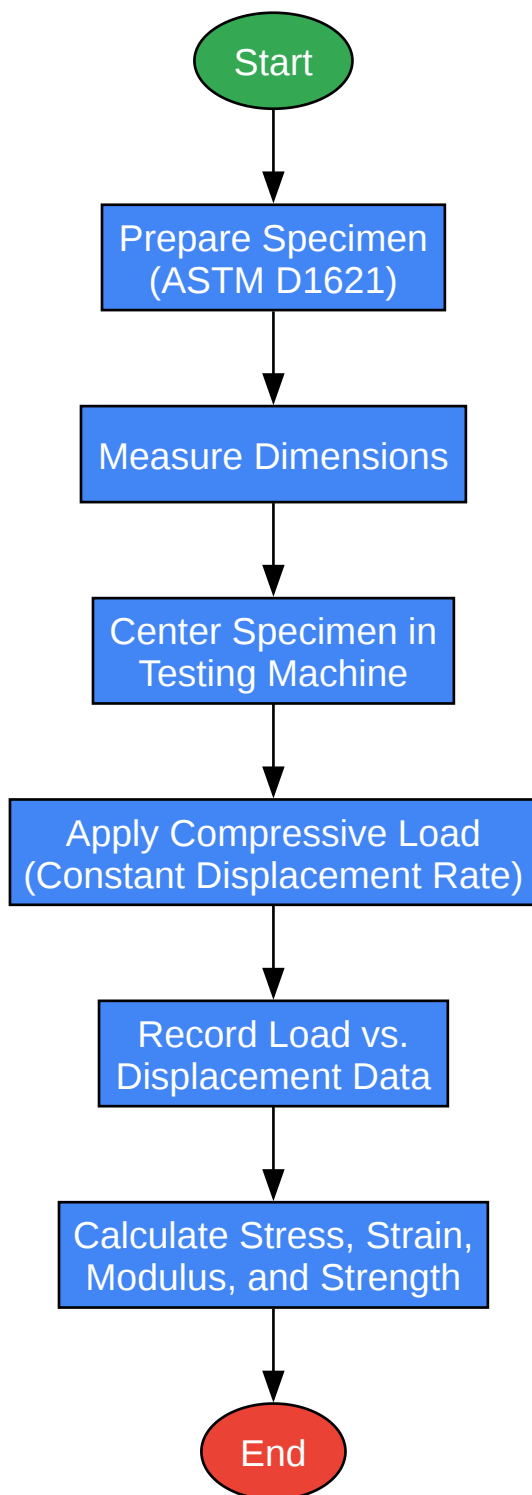 Start
Prepare Specimen
(ASTM D1621)
Measure Dimensions
Center Specimen in
Testing Machine
Apply Compressive Load
(Constant Displacement Rate)
Record Load vs.
Displacement Data
Calculate Stress, Strain,
Modulus, and Strength
End